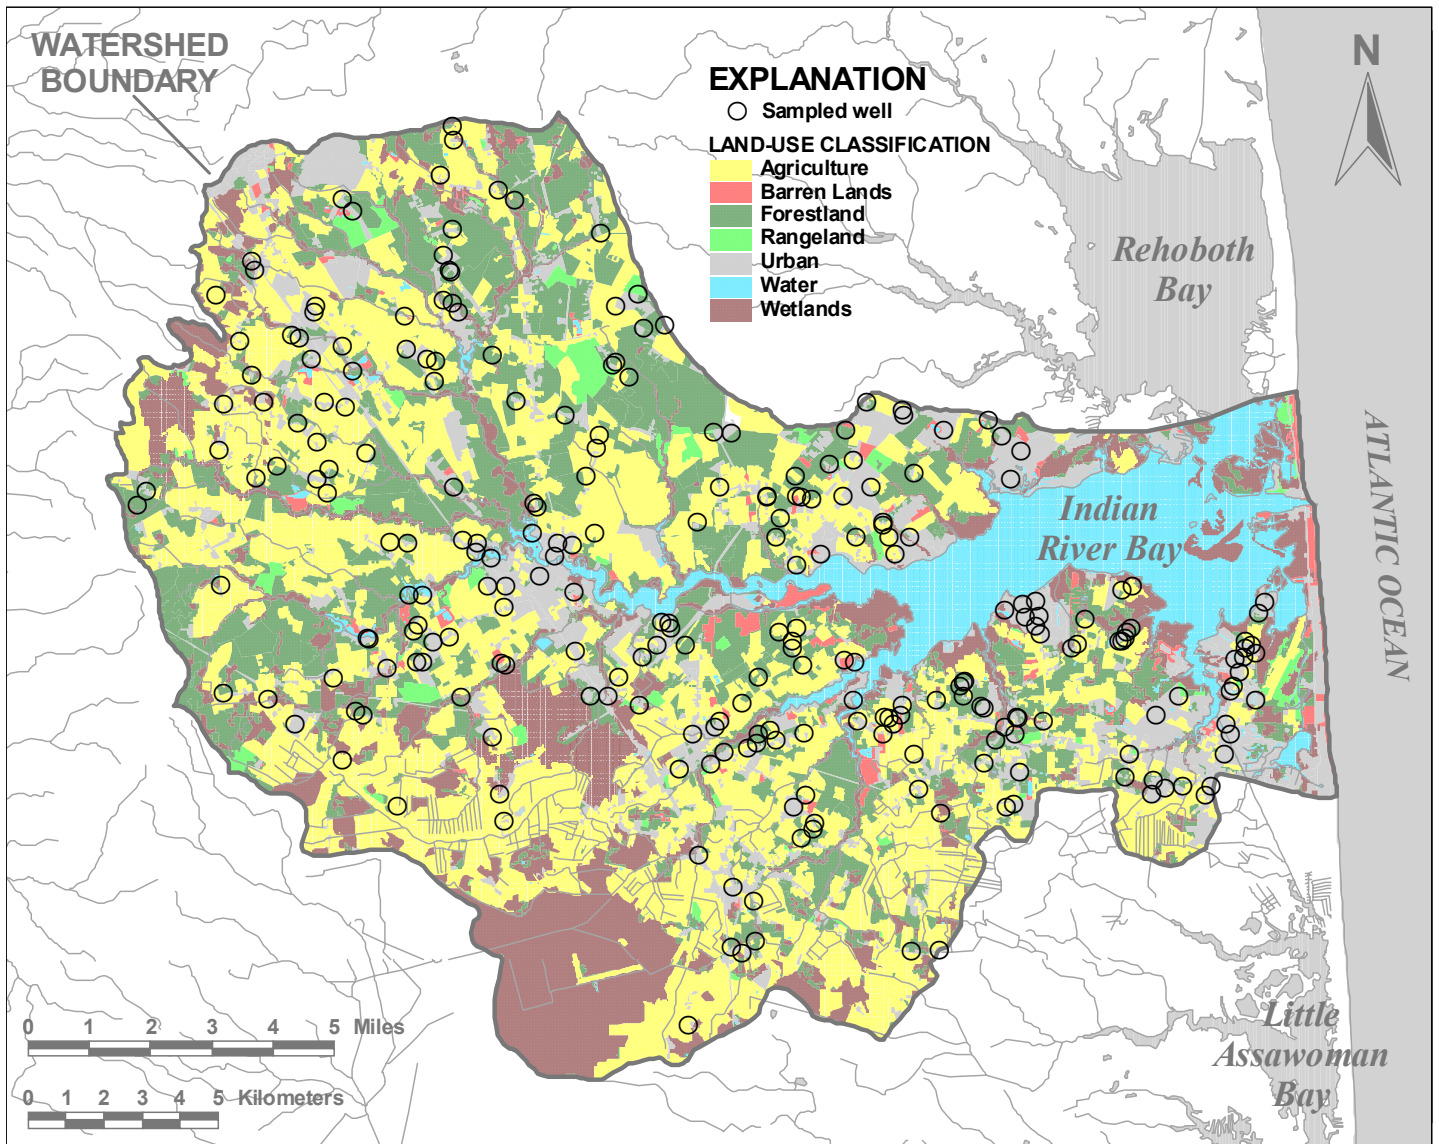 WATERSHED
BOUNDARY
EXPLANATION
Sampled well
LAND-USE CLASSIFICATION
Agriculture
Barren Lands
Forestland
Rangeland
Urban
Water
Wetlands
N
Rehoboth
Bay
Indian
River Bay
ATLANTIC OCEAN
Little
Assawoman
Bay
0 1 2 3 4 5 Miles
0 1 2 3 4 5 Kilometers